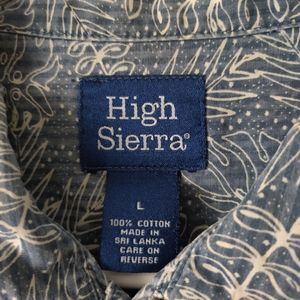 High
Sierra®
L
100% COTTON
MADE IN
SRI LANKA
CARE ON
REVERSE